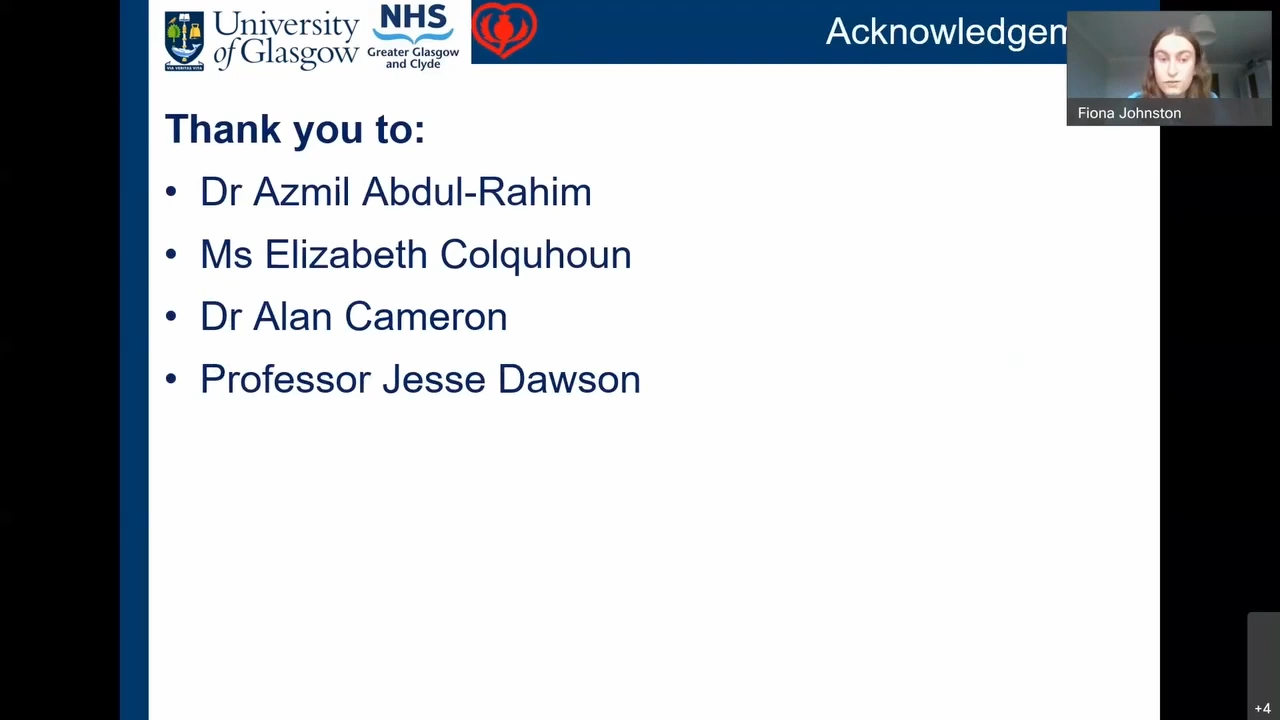 University
of Glasgow
NHS
Greater Glasgow
and Clyde
Acknowledgem
Fiona Johnston
Thank you to:
• Dr Azmil Abdul-Rahim
• Ms Elizabeth Colquhoun
• Dr Alan Cameron
• Professor Jesse Dawson
+4